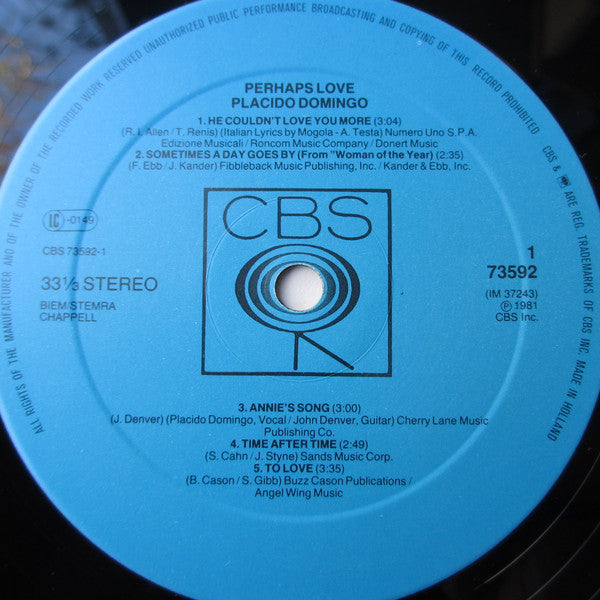 ALL RIGHTS OF THE MANUFACTURER AND OF THE OWNER OF THE RECORDED WORK RESERVED UNAUTHORIZED PUBLIC PERFORMANCE BROADCASTING AND COPYING OF THIS RECORD PROHIBITED
CBS & ARE REG. TRADEMARKS OF CBS INC. MADE IN HOLLAND
PERHAPS LOVE
PLACIDO DOMINGO
1. HE COULDN'T LOVE YOU MORE (3:04)
(R. I. Allen / T. Renis) (Italian Lyrics by Mogola - A. Testa) Numero Uno S.P.A.
Edizione Musicali / Roncom Music Company / Donert Music
2. SOMETIMES A DAY GOES BY (From "Woman of the Year) (2:35)
(F. Ebb / J. Kander) Fibbleback Music Publishing, Inc. / Kander & Ebb, Inc.
CBS
IC -0149
CBS 73592-1
33⅓ STEREO
BIEM/STEMRA
CHAPPELL
1
73592
(IM 37243)
Ⓟ 1981
CBS Inc.
3. ANNIE'S SONG (3:00)
(J. Denver) (Placido Domingo, Vocal / John Denver, Guitar) Cherry Lane Music
Publishing Co.
4. TIME AFTER TIME (2:49)
(S. Cahn / J. Styne) Sands Music Corp.
5. TO LOVE (3:35)
(B. Cason / S. Gibb) Buzz Cason Publications /
Angel Wing Music